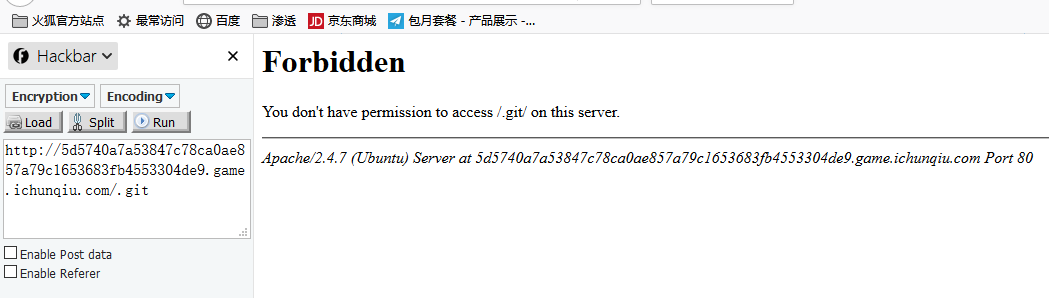 火狐官方站点 最常访问 百度 渗透 JD 京东商城 包月套餐 - 产品展示 -...
Hackbar
Encryption Encoding
Load Split Run
http://5d5740a7a53847c78ca0ae8
57a79c1653683fb4553304de9.game
.ichunqiu.com/.git
Enable Post data
Enable Referer
Forbidden
You don't have permission to access /.git/ on this server.
Apache/2.4.7 (Ubuntu) Server at 5d5740a7a53847c78ca0ae857a79c1653683fb4553304de9.game.ichunqiu.com Port 80